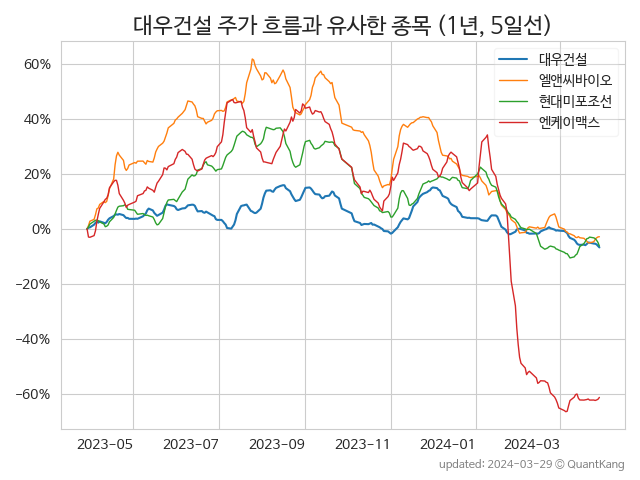 대우건설 주가 흐름과 유사한 종목 (1년, 5일선)
대우건설
엘앤씨바이오
현대미포조선
엔케이맥스
60%
40%
20%
0%
−20%
−40%
−60%
2023-05 2023-07 2023-09 2023-11 2024-01 2024-03
updated: 2024-03-29 © QuantKang